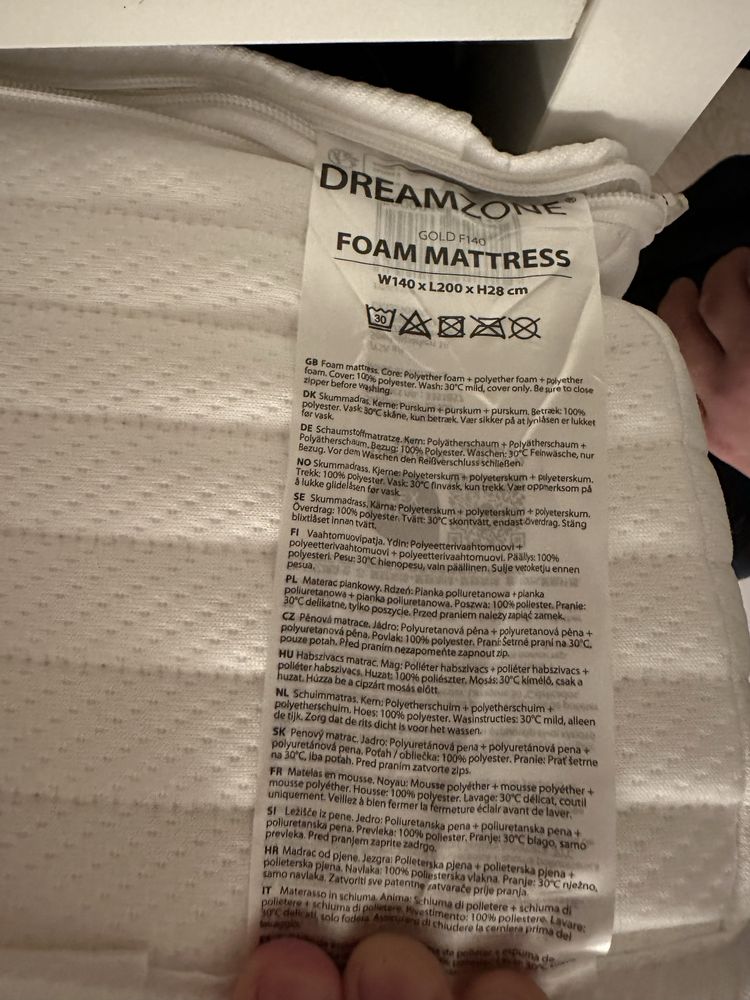 DREAMZONE®
GOLD F140
FOAM MATTRESS
W140 x L200 x H28 cm
30
GB Foam mattress. Core: Polyether foam + polyether foam + polyether
foam. Cover: 100% polyester. Wash: 30°C mild, cover only. Be sure to close
zipper before washing.
DK Skummadras. Kerne: Purskum + purskum + purskum. Betræk: 100%
polyester. Vask: 30°C skåne, kun betræk. Vær sikker på at lynlåsen er lukket
før vask.
DE Schaumstoffmatratze. Kern: Polyätherschaum + Polyätherschaum +
Polyätherschaum. Bezug: 100% Polyester. Waschen: 30°C Feinwäsche, nur
Bezug. Vor dem Waschen den Reißverschluss schließen.
NO Skummadrass. Kjerne: Polyeterskum + polyeterskum + polyeterskum.
Trekk: 100% polyester. Vask: 30°C finvask, kun trekk. Vær oppmerksom på
å lukke glidelåsen før vask.
SE Skummadrass. Kärna: Polyeterskum + polyeterskum + polyeterskum.
Överdrag: 100% polyester. Tvätt: 30°C skontvätt, endast överdrag. Stäng
blixtlåset innan tvätt.
FI Vaahtomuovipatja. Ydin: Polyeetterivaahtomuovi +
polyeetterivaahtomuovi + polyeetterivaahtomuovi. Päällys: 100%
polyesteri. Pesu: 30°C hienopesu, vain päällinen. Sulje vetoketju ennen
pesua.
PL Materac piankowy. Rdzeń: Pianka poliuretanowa + pianka
poliuretanowa + pianka poliuretanowa. Poszwa: 100% poliester. Pranie:
30°C delikatne, tylko poszycie. Przed praniem należy zapiąć zamek.
CZ Pěnová matrace. Jádro: Polyuretanová pěna + polyuretanová pěna +
polyuretanová pěna. Povlak: 100% polyester. Praní: Šetrné praní na 30°C,
pouze potah. Před praním nezapomeňte zapnout zip.
HU Habszivacs matrac. Mag: Poliéter habszivacs + poliéter habszivacs +
poliéter habszivacs. Huzat: 100% poliészter. Mosás: 30°C kímélő, csak a
huzat. Húzza be a cipzárt mosás előtt.
NL Schuimmatras. Kern: Polyetherschuim + polyetherschuim +
polyetherschuim. Hoes: 100% polyester. Wasinstructies: 30°C mild, alleen
de tijk. Zorg dat de rits dicht is voor het wassen.
SK Penový matrac. Jadro: Polyuretánová pena + polyuretánová pena +
polyuretánová pena. Poťah / obliečka: 100% polyester. Pranie: Prať šetrne
na 30°C, iba poťah. Pred praním zatvorte zips.
FR Matelas en mousse. Noyau: Mousse polyéther + mousse polyéther +
mousse polyéther. Housse: 100% polyester. Lavage: 30°C délicat, coutil
uniquement. Veillez à bien fermer la fermeture éclair avant de laver.
SI Ležišče iz pene. Jedro: Poliuretanska pena + poliuretanska pena +
poliuretanska pena. Prevleka: 100% poliester. Pranje: 30°C blago, samo
prevleka. Pred pranjem zaprite zadrgo.
HR Madrac od pjene. Jezgra: Polieterska pjena + polieterska pjena +
polieterska pjena. Navlaka: 100% poliesterska vlakna. Pranje: 30°C nježno,
samo navlaka. Zatvoriti sve patentne zatvarače prije pranja.
IT Materasso in schiuma. Anima: Schiuma di polietere + schiuma di
polietere + schiuma di polietere. Rivestimento: 100% poliestere. Lavare:
30°C delicati, solo fodera. Assicurarsi di chiudere la cerniera prima del
lavaggio.
de polieter + espuma de